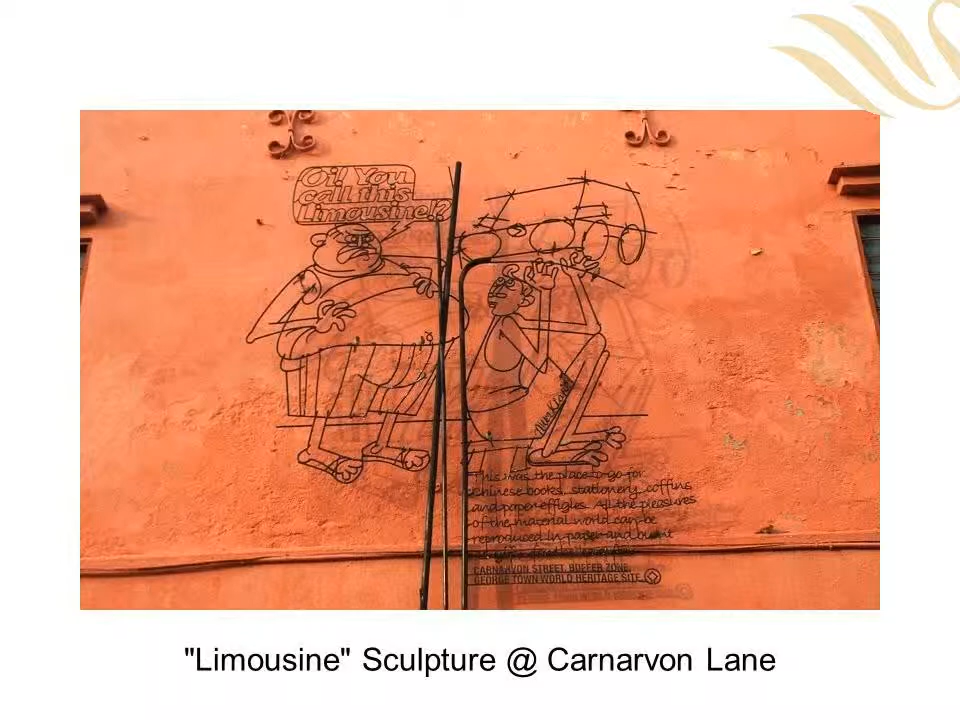 Oi! You
call this
Limousine!?
This was the place to go for
chinese books, stationery, coffins
and paper effigies. All the pleasures
of the material world can be
reproduced in paper and burnt
CARNARVON STREET, BUFFER ZONE,
GEORGE TOWN WORLD HERITAGE SITE
"Limousine" Sculpture @ Carnarvon Lane